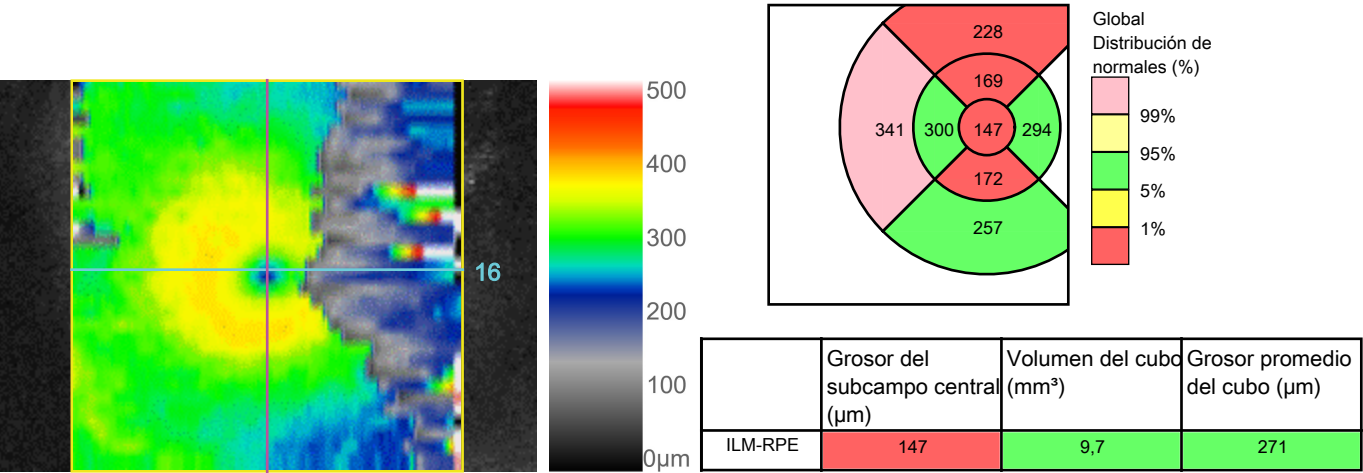 500
400
300
200
100
0µm
16
228
169
341
300
147
294
172
257
Global
Distribución de
normales (%)
99%
95%
5%
1%
Grosor del
subcampo central
(µm)
Volumen del cubo
(mm³)
Grosor promedio
del cubo (µm)
ILM-RPE
147
9,7
271